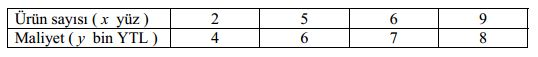 Ürün sayısı ( x yüz ) 2 5 6 9
Maliyet ( y bin YTL ) 4 6 7 8